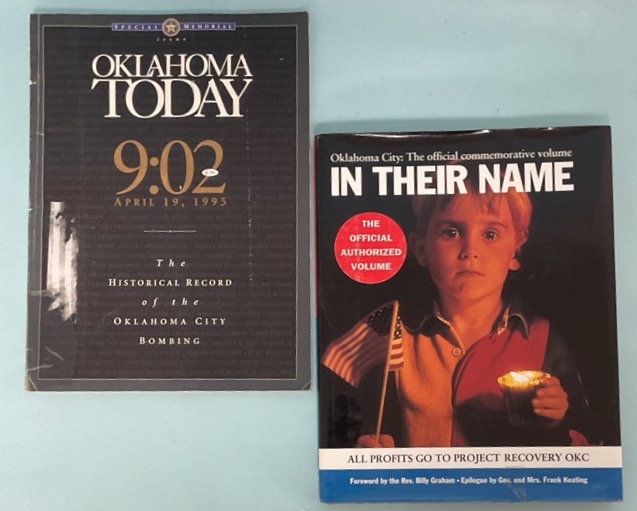 SPECIAL MEMORIAL
issue
OKLAHOMA
TODAY
9:02
APRIL 19, 1995
The
HISTORICAL RECORD
of the
OKLAHOMA CITY
BOMBING
Oklahoma City: The official commemorative volume
IN THEIR NAME
THE
OFFICIAL
AUTHORIZED
VOLUME
ALL PROFITS GO TO PROJECT RECOVERY OKC
Foreword by the Rev. Billy Graham • Epilogue by Gov. and Mrs. Frank Keating